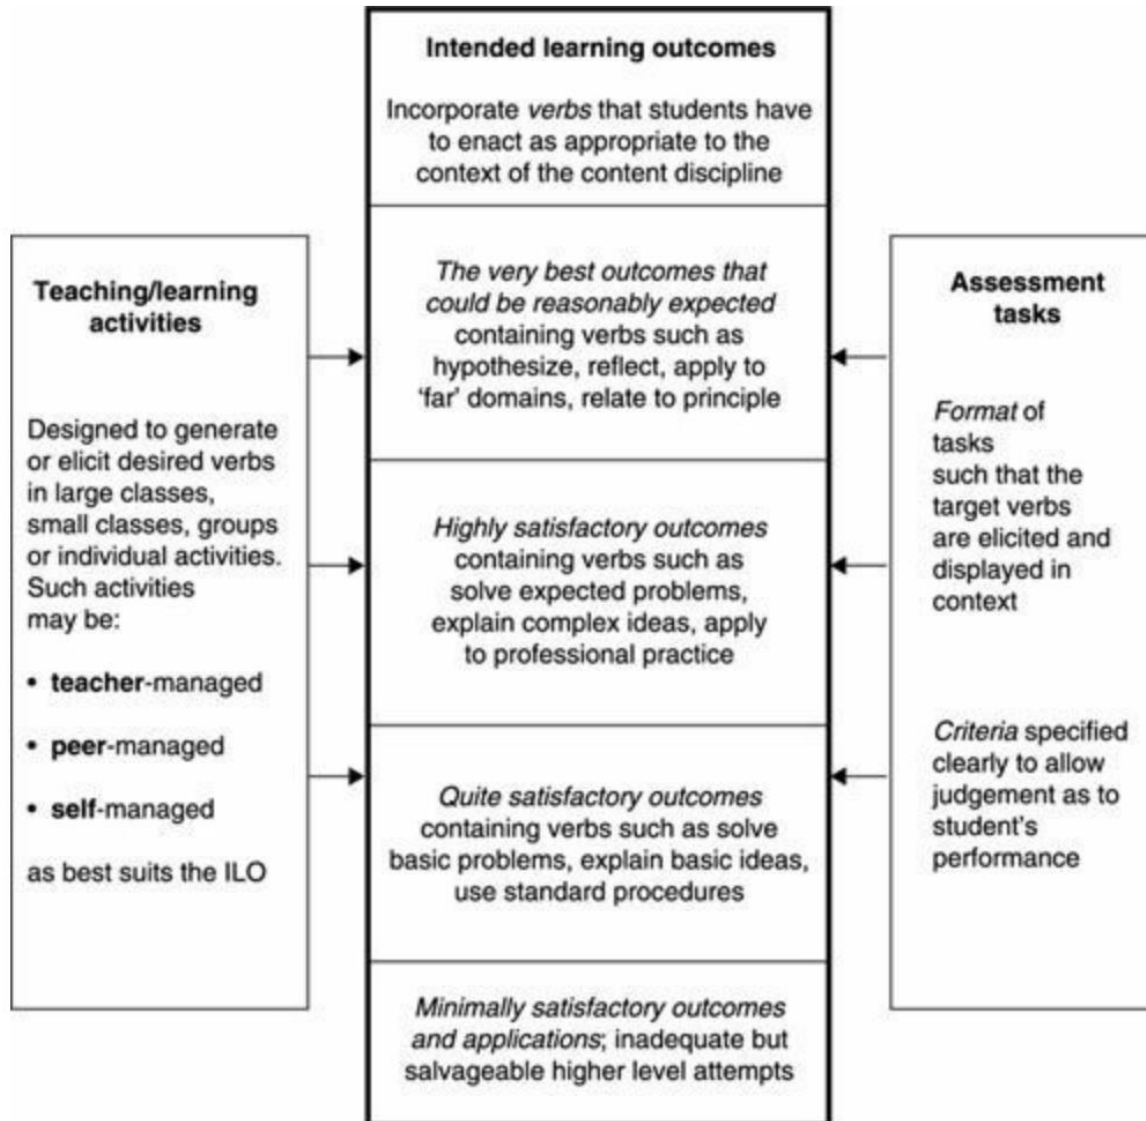 Intended learning outcomes
Incorporate verbs that students have
to enact as appropriate to the
context of the content discipline
Teaching/learning
activities
Designed to generate
or elicit desired verbs
in large classes,
small classes, groups
or individual activities.
Such activities
may be:
• teacher-managed
• peer-managed
• self-managed
as best suits the ILO
The very best outcomes that
could be reasonably expected
containing verbs such as
hypothesize, reflect, apply to
‘far’ domains, relate to principle
Highly satisfactory outcomes
containing verbs such as
solve expected problems,
explain complex ideas, apply
to professional practice
Quite satisfactory outcomes
containing verbs such as solve
basic problems, explain basic ideas,
use standard procedures
Minimally satisfactory outcomes
and applications; inadequate but
salvageable higher level attempts
Assessment
tasks
Format of
tasks
such that the
target verbs
are elicited and
displayed in
context
Criteria specified
clearly to allow
judgement as to
student’s
performance